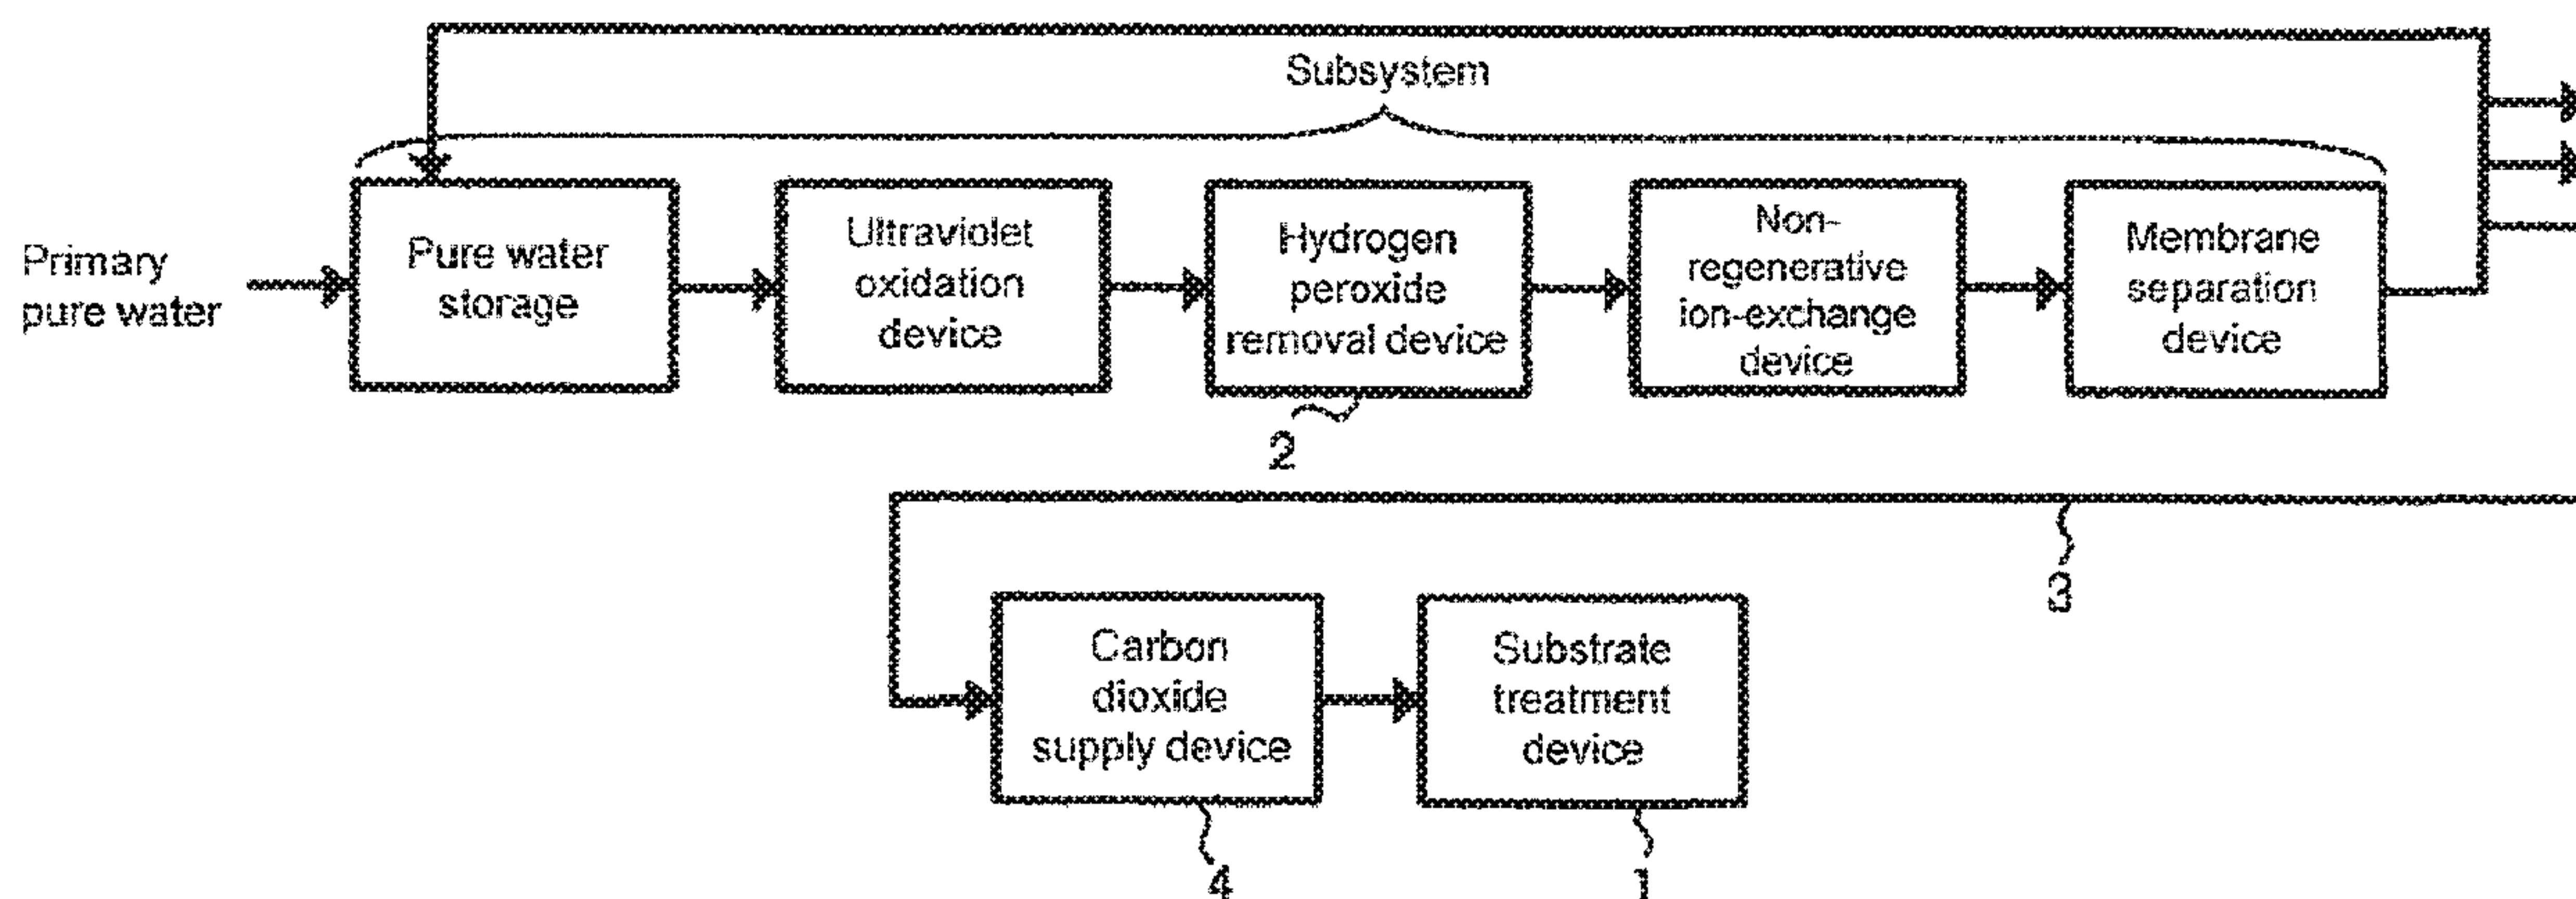 Subsystem
Primary
pure water
Pure water
storage
Ultraviolet
oxidation
device
Hydrogen
peroxide
removal device
Non-
regenerative
ion-exchange
device
Membrane
separation
device
2
3
Carbon
dioxide
supply device
Substrate
treatment
device
4
1